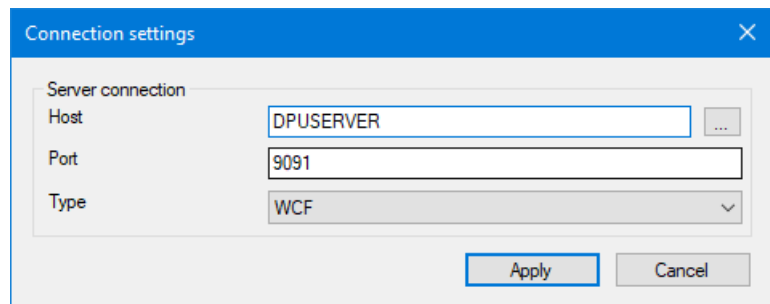 Connection settings
Server connection
Host DPUSERVER ...
Port 9091
Type WCF
Apply Cancel